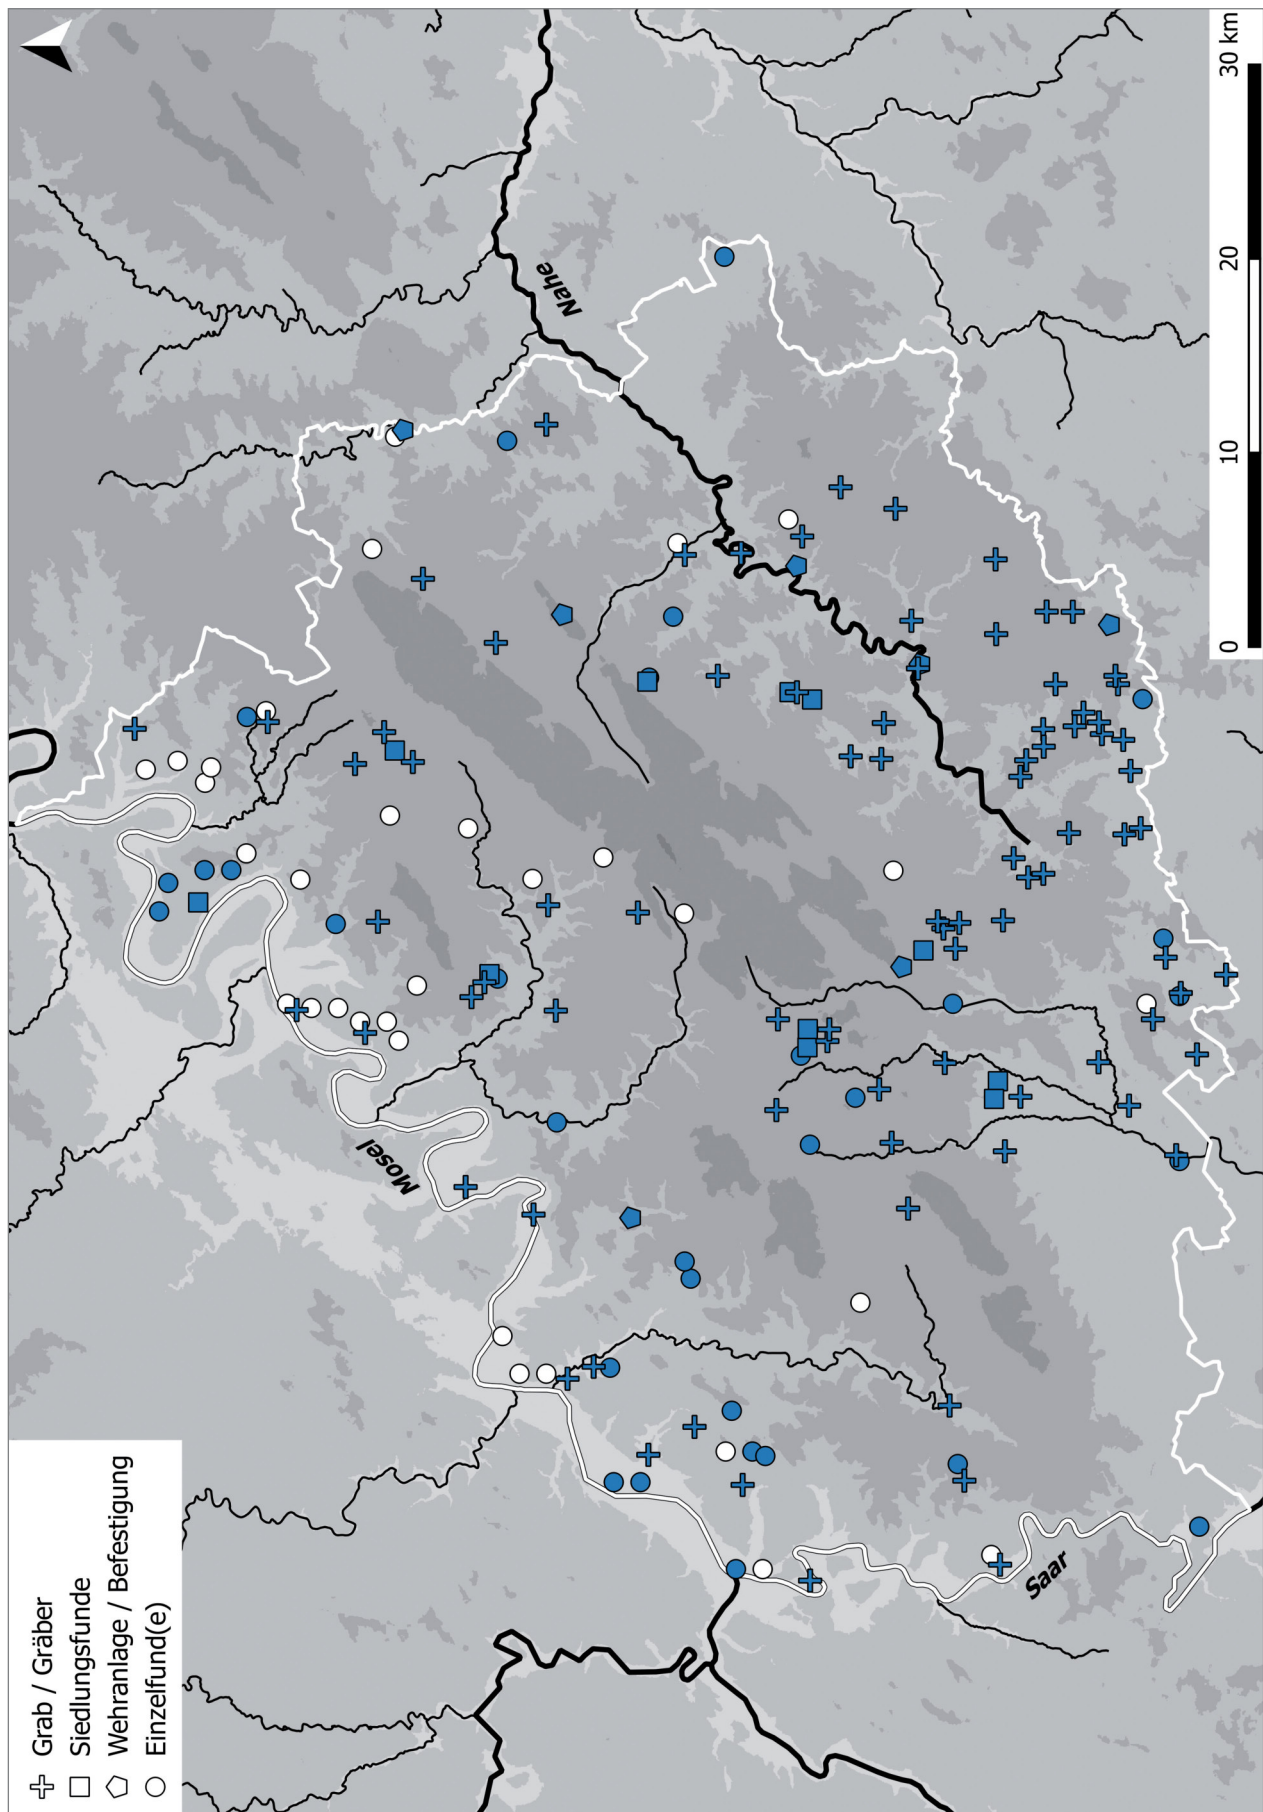 Grab / Gräber
Siedlungsfunde
Wehranlage / Befestigung
Einzelfund(e)
Mosel
Nahe
Saar
0 10 20 30 km